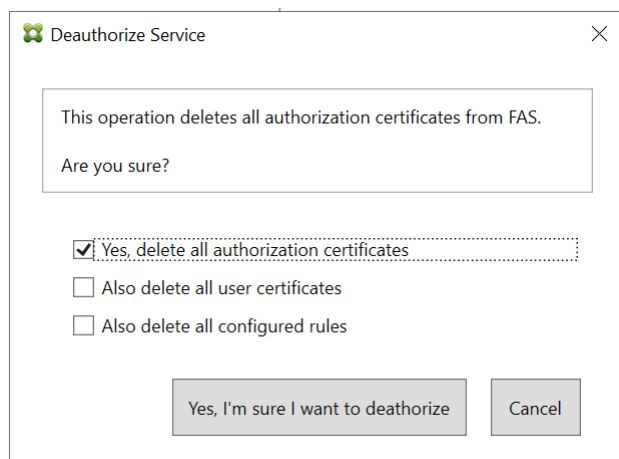 Deauthorize Service
This operation deletes all authorization certificates from FAS.
Are you sure?
Yes, delete all authorization certificates
Also delete all user certificates
Also delete all configured rules
Yes, I'm sure I want to deathorize
Cancel